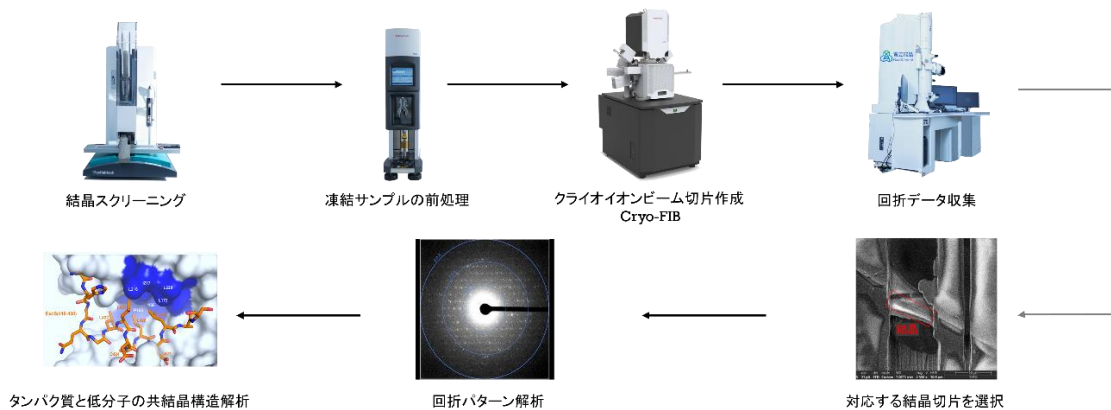 結晶スクリーニング
凍結サンプルの前処理
クライオイオンビーム切片作成
Cryo-FIB
回折データ収集
結晶
タンパク質と低分子の共結晶構造解析
回折パターン解析
対応する結晶切片を選択